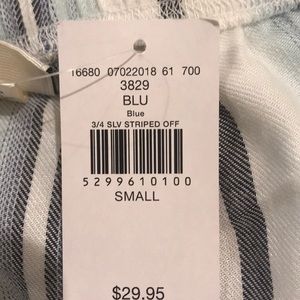 16680 07022018 61 700
3829
BLU
Blue
3/4 SLV STRIPED OFF
5299610100
SMALL
$29.95